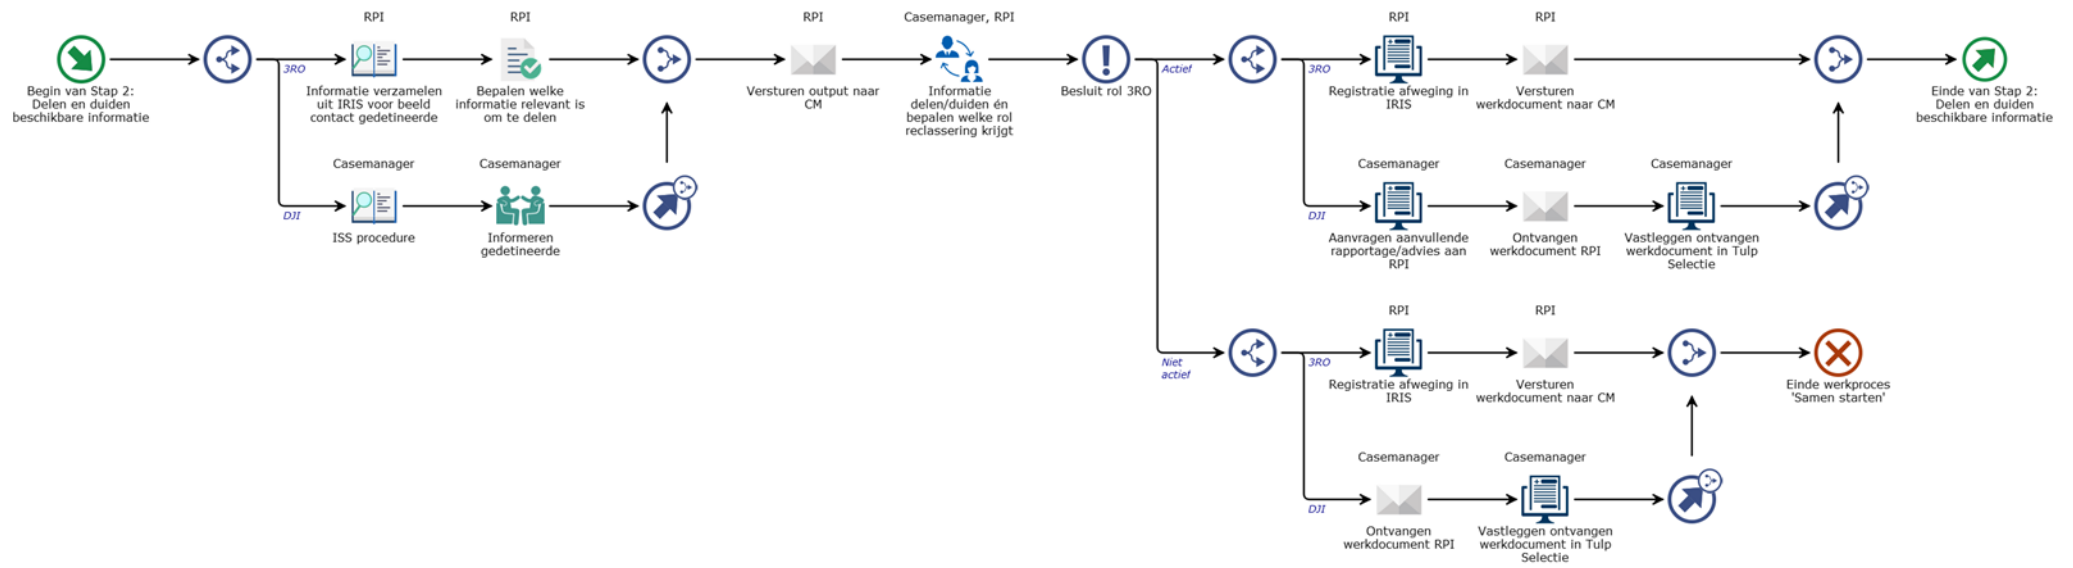 RPI
RPI
RPI
Casemanager, RPI
RPI
RPI
3RO
Actief
3RO
Begin van Stap 2:
Delen en duiden
beschikbare informatie
Informatie verzamelen
uit IRIS voor beeld
contact gedetineerde
Bepalen welke
informatie relevant is
om te delen
Versturen output naar
CM
Informatie
delen/duiden én
bepalen welke rol
reclassering krijgt
Besluit rol 3RO
Registratie afweging in
IRIS
Versturen
werkdocument naar CM
Einde van Stap 2:
Delen en duiden
beschikbare informatie
Casemanager
Casemanager
Casemanager
Casemanager
Casemanager
DJI
DJI
ISS procedure
Informeren
gedetineerde
Aanvragen aanvullende
rapportage/advies aan
RPI
Ontvangen
werkdocument RPI
Vastleggen ontvangen
werkdocument in Tulp
Selectie
RPI
RPI
Niet
actief
3RO
Registratie afweging in
IRIS
Versturen
werkdocument naar CM
Einde werkproces
'Samen starten'
Casemanager
Casemanager
DJI
Ontvangen
werkdocument RPI
Vastleggen ontvangen
werkdocument in Tulp
Selectie